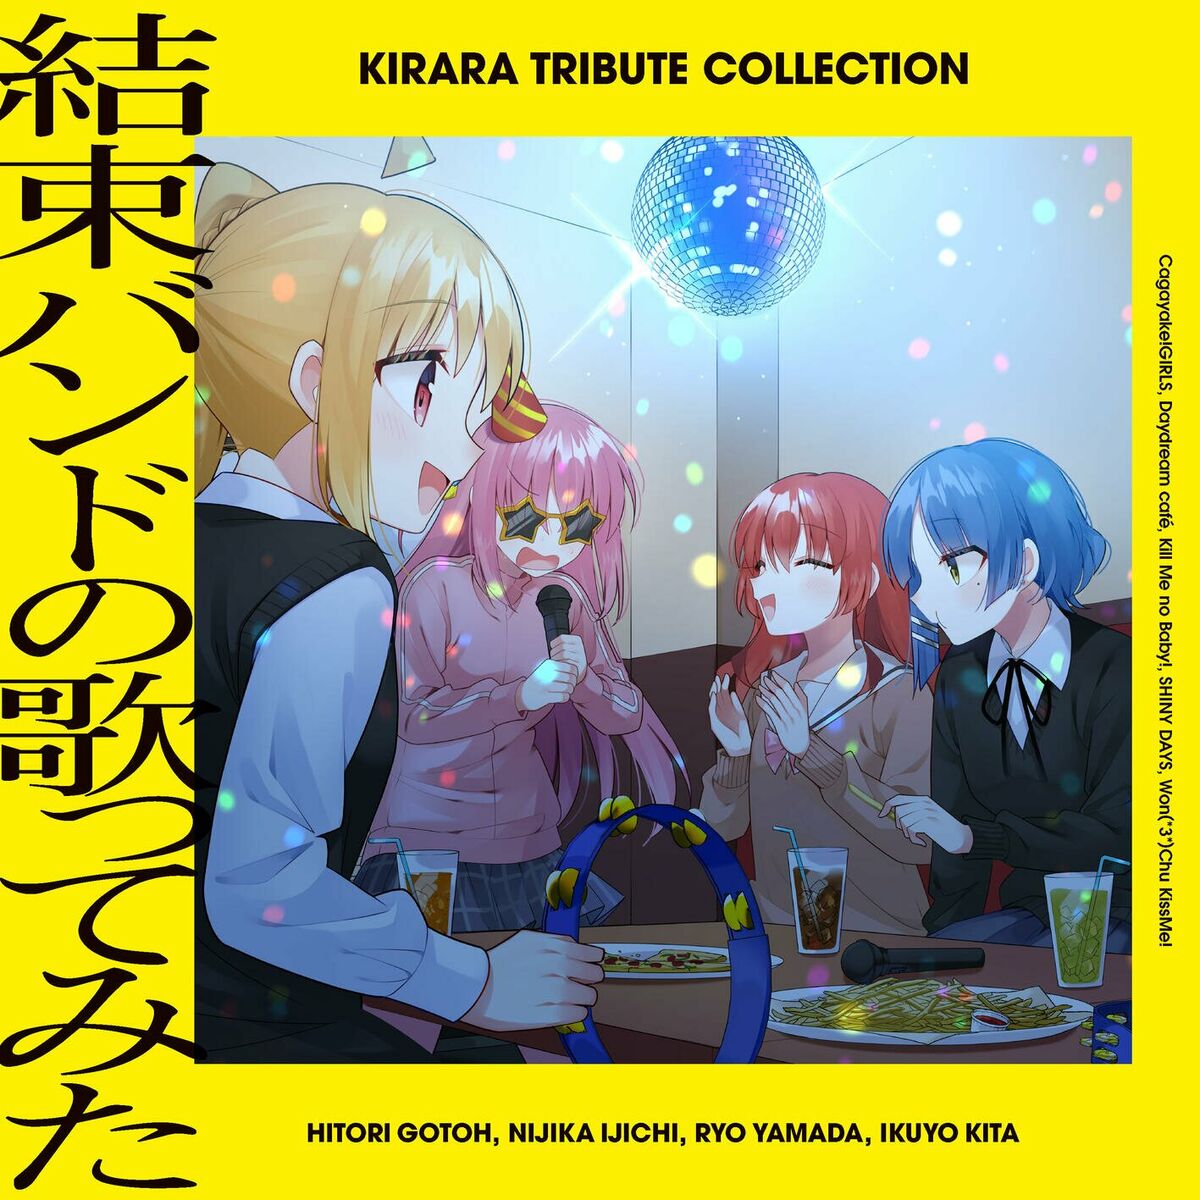 KIRARA TRIBUTE COLLECTION
結束バンドの歌ってみた
Cagayake!GIRLS, Daydream café, Kill Me no Baby!, SHINY DAYS, Won(*3*)Chu KissMe!
HITORI GOTOH, NIJIKA IJICHI, RYO YAMADA, IKUYO KITA